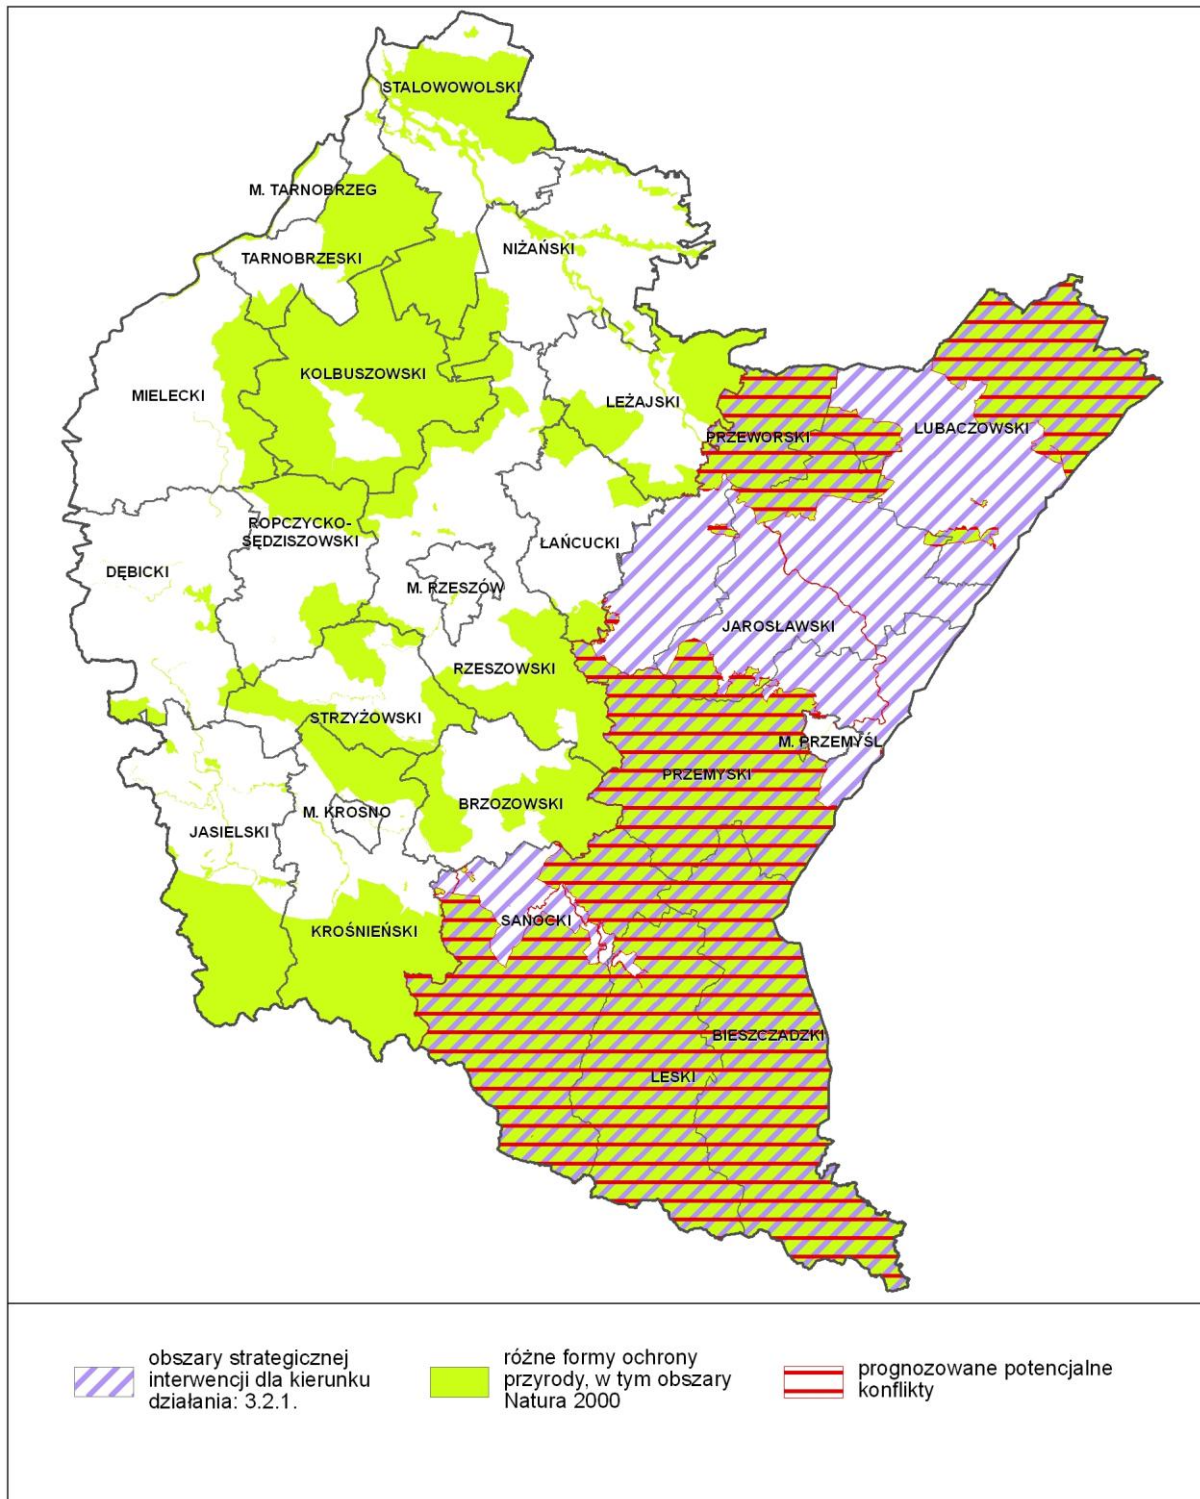 STALOWOWOLSKI
M. TARNOBRZEG
TARNOBRZESKI
NIŻAŃSKI
KOLBUSZOWSKI
MIELECKI
LEŻAJSKI
PRZEWORSKI
LUBACZOWSKI
ROPCZYCKO-
SĘDZISZOWSKI
ŁAŃCUCKI
DĘBICKI
M. RZESZÓW
JAROSŁAWSKI
RZESZOWSKI
STRZYŻOWSKI
M. PRZEMYŚL
PRZEMYSKI
BRZOZOWSKI
M. KROSNO
JASIELSKI
SANOCKI
KROŚNIEŃSKI
BIESZCZADZKI
LESKI
obszary strategicznej
interwencji dla kierunku
działania: 3.2.1.
różne formy ochrony
przyrody, w tym obszary
Natura 2000
prognozowane potencjalne
konflikty